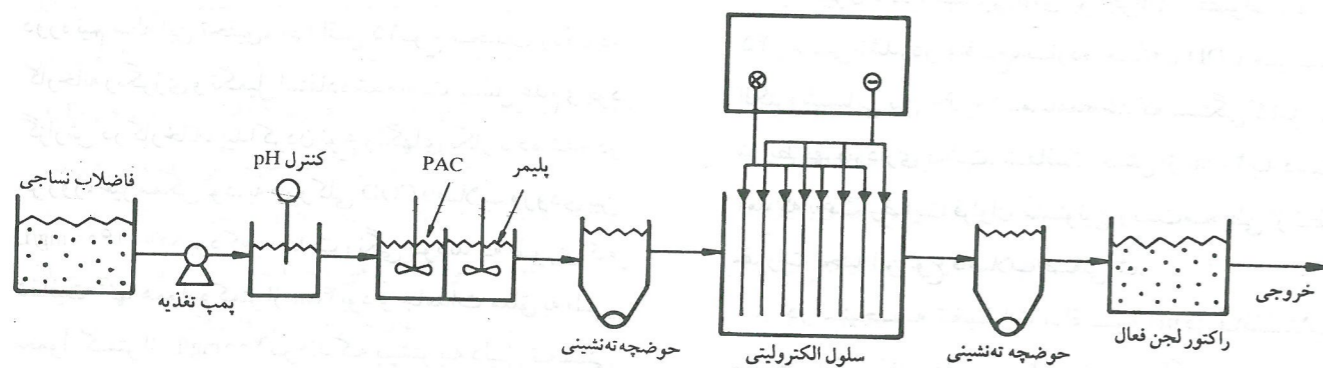 فاضلاب نساجی
پمپ تغذیه
کنترل pH
PAC
پلیمر
حوضچه ته‌نشینی
سلول الکترولیتی
حوضچه ته‌نشینی
راکتور لجن فعال
خروجی